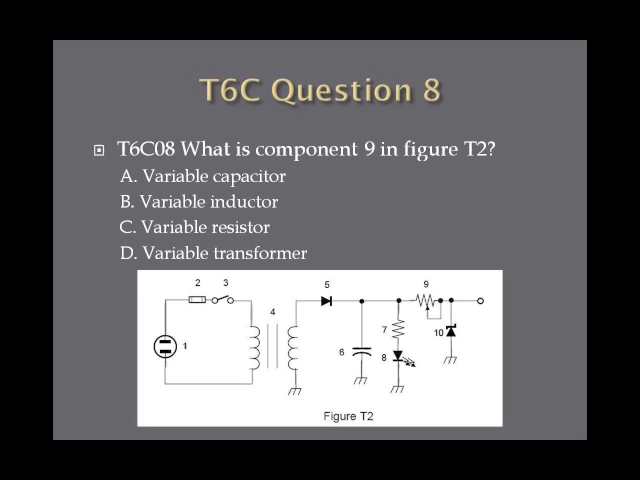 T6C Question 8
T6C08 What is component 9 in figure T2?
A. Variable capacitor
B. Variable inductor
C. Variable resistor
D. Variable transformer
2 3 5 9
4
1 6 7 10
8
Figure T2